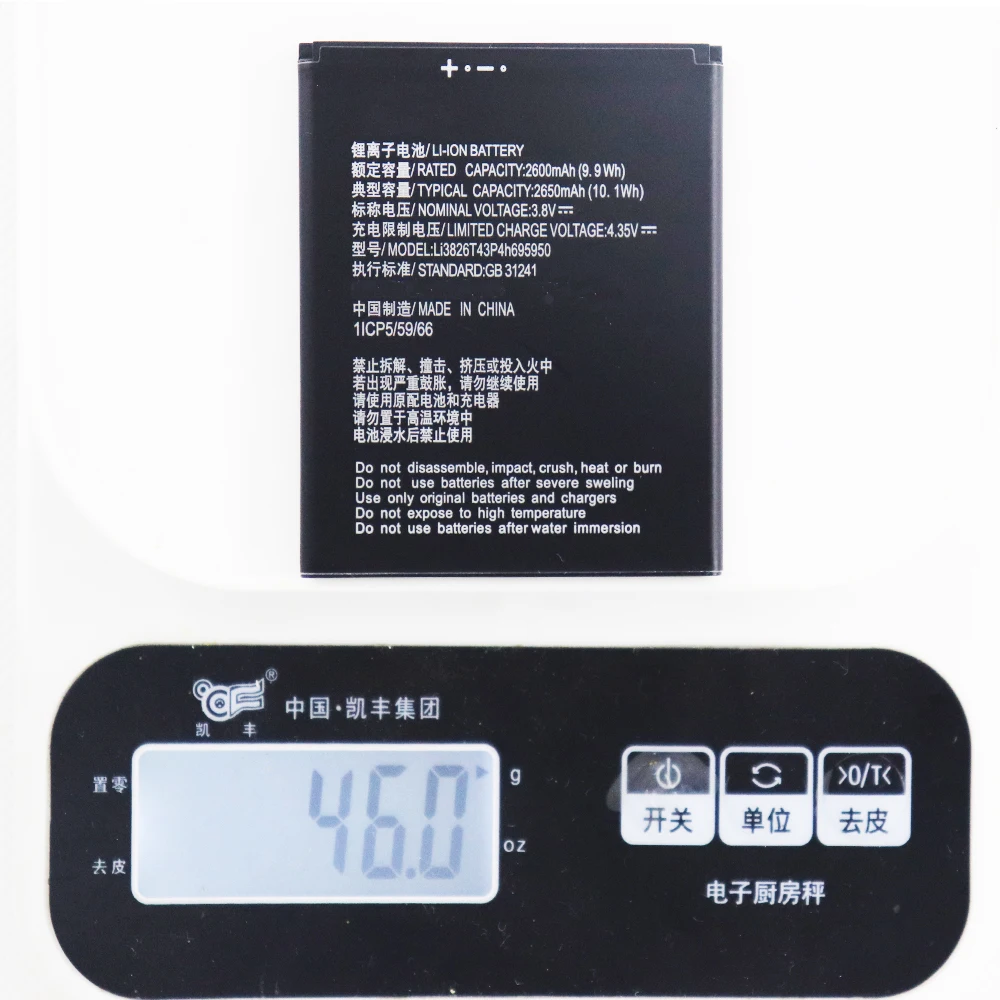 + • − •
锂离子电池/LI-ION BATTERY
额定容量/RATED CAPACITY:2600mAh (9.9Wh)
典型容量/TYPICAL CAPACITY:2650mAh (10.1Wh)
标称电压/NOMINAL VOLTAGE:3.8V⎓
充电限制电压/LIMITED CHARGE VOLTAGE:4.35V⎓
型号/MODEL:Li3826T43P4h695950
执行标准/STANDARD:GB 31241
中国制造/MADE IN CHINA
1ICP5/59/66
禁止拆解、撞击、挤压或投入火中
若出现严重鼓胀，请勿继续使用
请使用原配电池和充电器
请勿置于高温环境中
电池浸水后禁止使用
Do not disassemble, impact, crush, heat or burn
Do not use batteries after severe sweling
Use only original batteries and chargers
Do not expose to high temperature
Do not use batteries after water immersion
®
凯丰
中国·凯丰集团
置零
46.0
g
去皮
oz
>0/T<
开关
单位
去皮
电子厨房秤